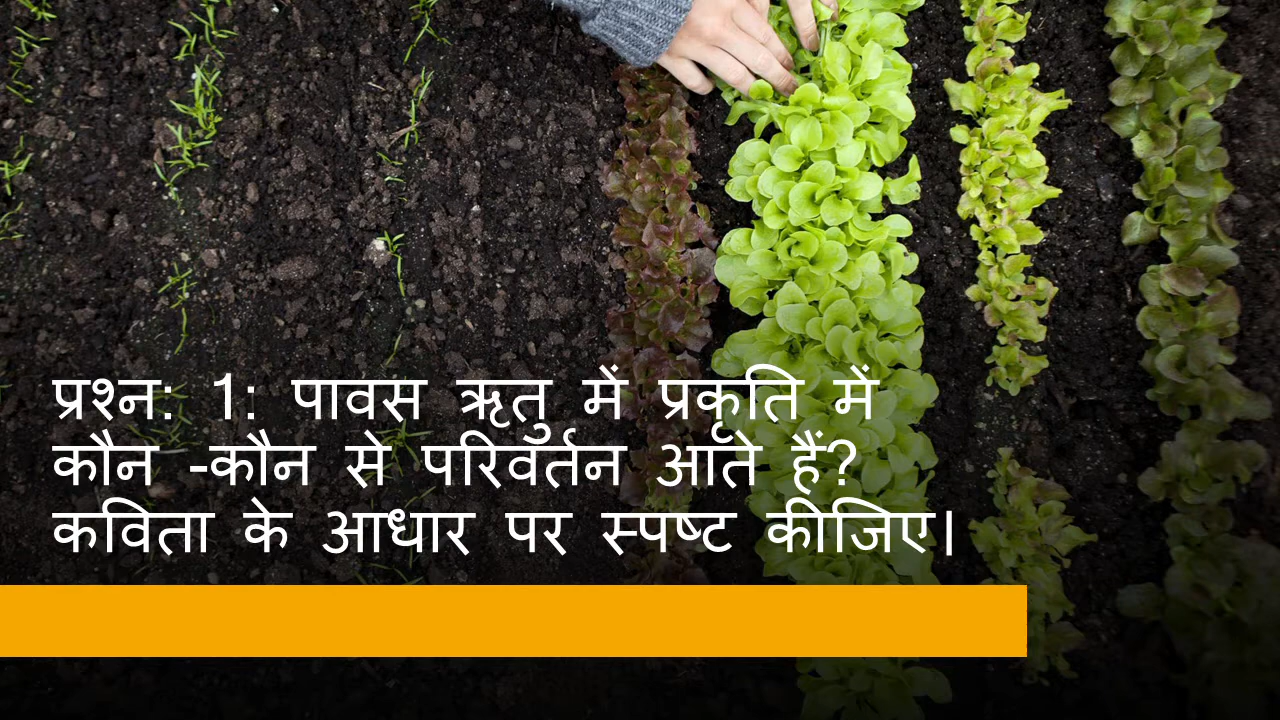 प्रश्न: 1: पावस ऋतु में प्रकृति में
कौन -कौन से परिवर्तन आते हैं?
कविता के आधार पर स्पष्ट कीजिए।